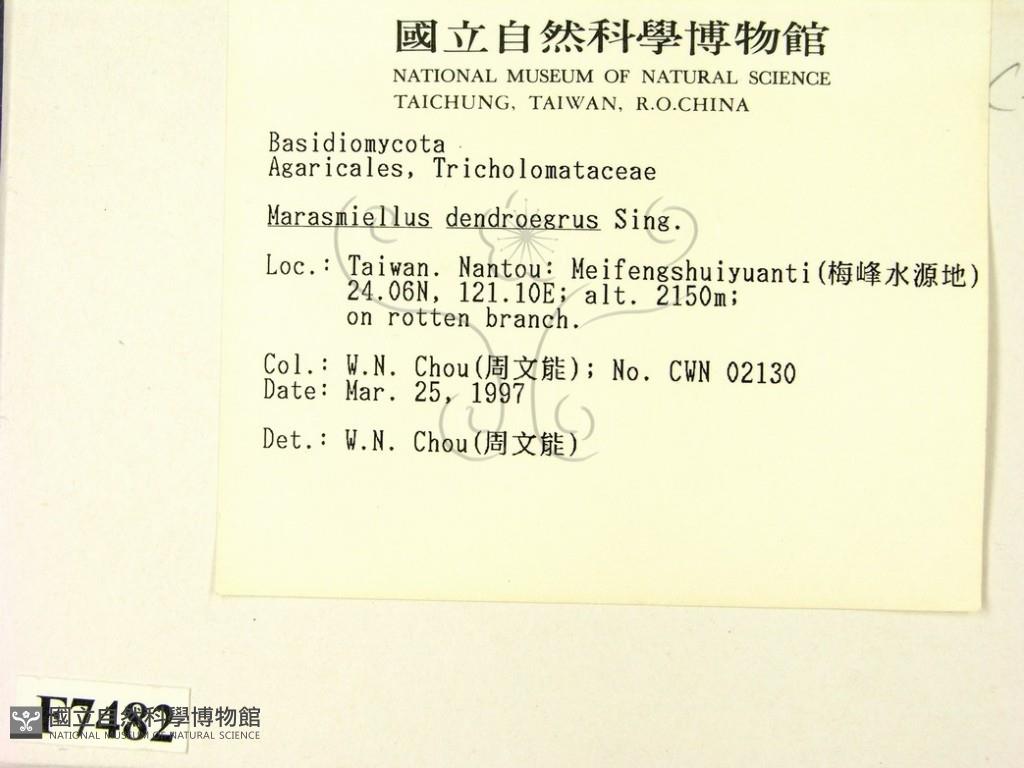 國立自然科學博物館
NATIONAL MUSEUM OF NATURAL SCIENCE
TAICHUNG, TAIWAN, R.O.CHINA
Basidiomycota
Agaricales, Tricholomataceae
Marasmiellus dendroegrus Sing.
Loc.: Taiwan. Nantou: Meifengshuiyuanti(梅峰水源地)
24.06N, 121.10E; alt. 2150m;
on rotten branch.
Col.: W.N. Chou(周文能); No. CWN 02130
Date: Mar. 25, 1997
Det.: W.N. Chou(周文能)
F7482
國立自然科學博物館
NATIONAL MUSEUM OF NATURAL SCIENCE